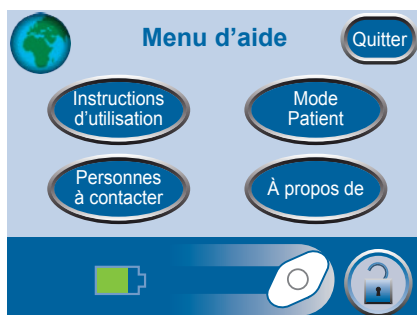 Menu d'aide
Quitter
Instructions
d'utilisation
Mode
Patient
Personnes
à contacter
À propos de